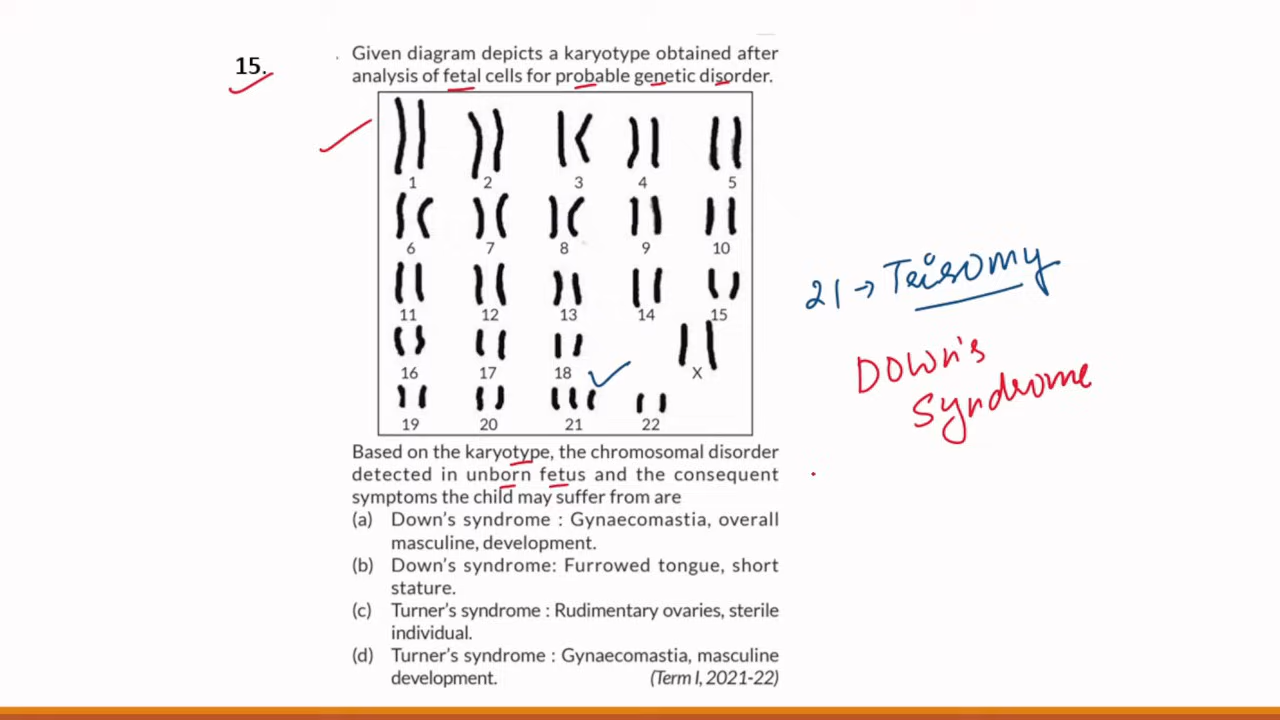 15.
Given diagram depicts a karyotype obtained after
analysis of fetal cells for probable genetic disorder.
1 2 3 4 5
6 7 8 9 10
11 12 13 14 15
16 17 18 X
19 20 21 22
21 → Trisomy
Down's
Syndrome
Based on the karyotype, the chromosomal disorder
detected in unborn fetus and the consequent
symptoms the child may suffer from are
(a) Down's syndrome : Gynaecomastia, overall
masculine, development.
(b) Down's syndrome: Furrowed tongue, short
stature.
(c) Turner's syndrome : Rudimentary ovaries, sterile
individual.
(d) Turner's syndrome : Gynaecomastia, masculine
development. (Term I, 2021-22)